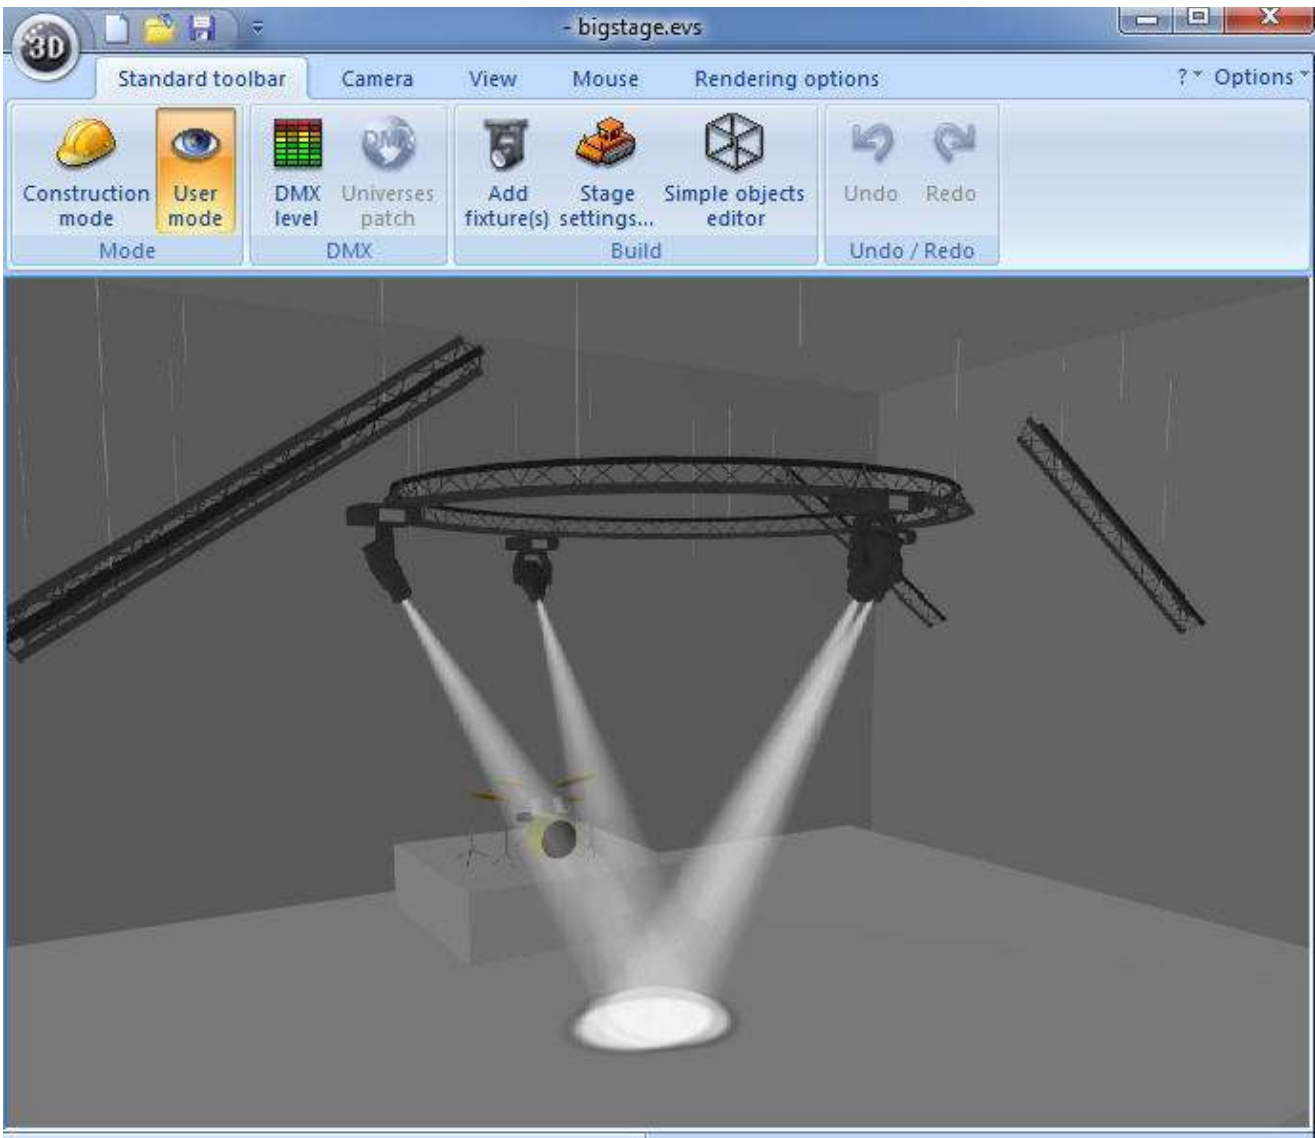 3D
- bigstage.evs
Standard toolbar Camera View Mouse Rendering options ? Options
Construction mode
User mode
DMX level
Universes patch
Add fixture(s)
Stage settings...
Simple objects editor
Undo
Redo
Mode DMX Build Undo / Redo